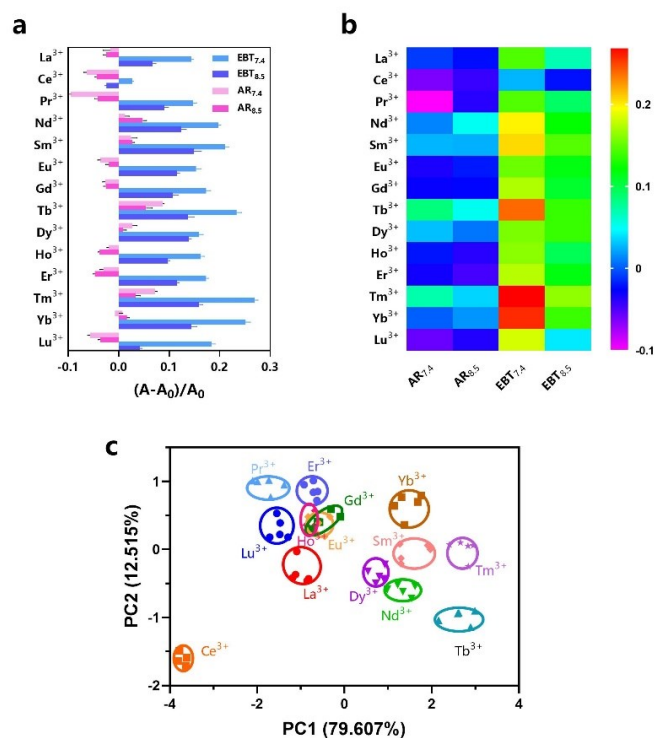 a
La3+
Ce3+
Pr3+
Nd3+
Sm3+
Eu3+
Gd3+
Tb3+
Dy3+
Ho3+
Er3+
Tm3+
Yb3+
Lu3+
EBT7.4
EBT8.5
AR7.4
AR8.5
-0.1 0.0 0.1 0.2 0.3
(A-A0)/A0
b
La3+
Ce3+
Pr3+
Nd3+
Sm3+
Eu3+
Gd3+
Tb3+
Dy3+
Ho3+
Er3+
Tm3+
Yb3+
Lu3+
AR7.4 AR8.5 EBT7.4 EBT8.5
0.2
0.1
0
-0.1
c
PC2 (12.515%)
1
0
-1
-2
Pr3+ Er3+ Yb3+
Gd3+
Lu3+ Ho3+ Eu3+ Sm3+ Tm3+
La3+ Dy3+ Nd3+
Ce3+ Tb3+
-4 -2 0 2 4
PC1 (79.607%)